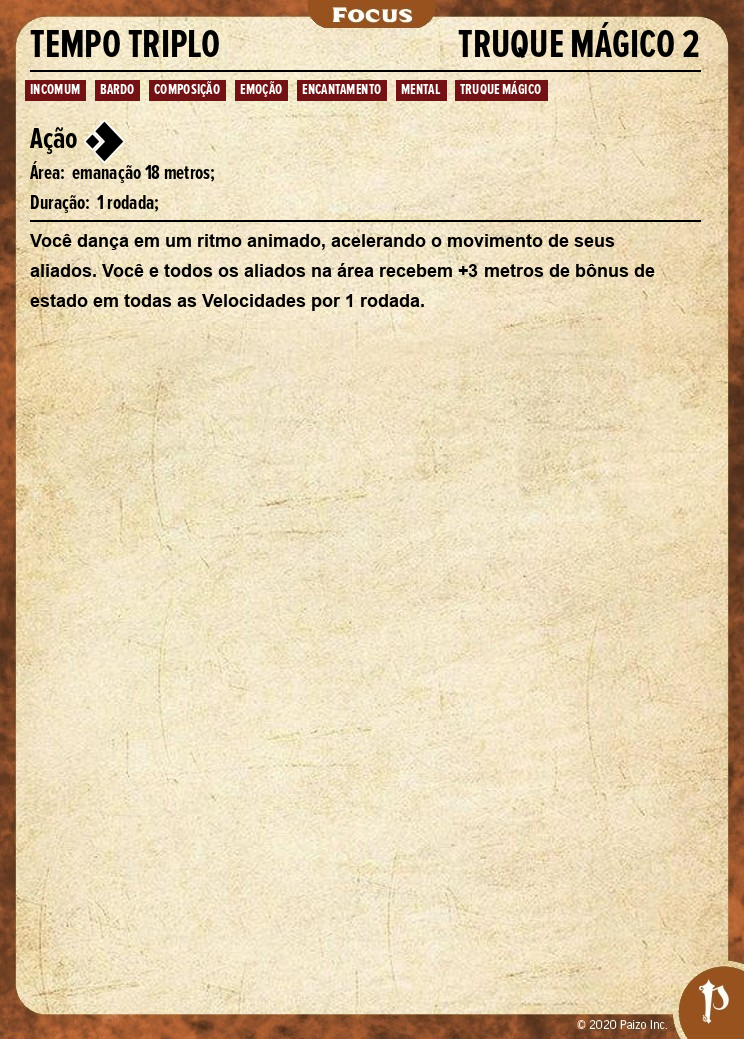 Focus
TEMPO TRIPLO TRUQUE MÁGICO 2
INCOMUM BARDO COMPOSIÇÃO EMOÇÃO ENCANTAMENTO MENTAL TRUQUE MÁGICO
Ação
Área: emanação 18 metros;
Duração: 1 rodada;
Você dança em um ritmo animado, acelerando o movimento de seus
aliados. Você e todos os aliados na área recebem +3 metros de bônus de
estado em todas as Velocidades por 1 rodada.
© 2020 Paizo Inc.
P